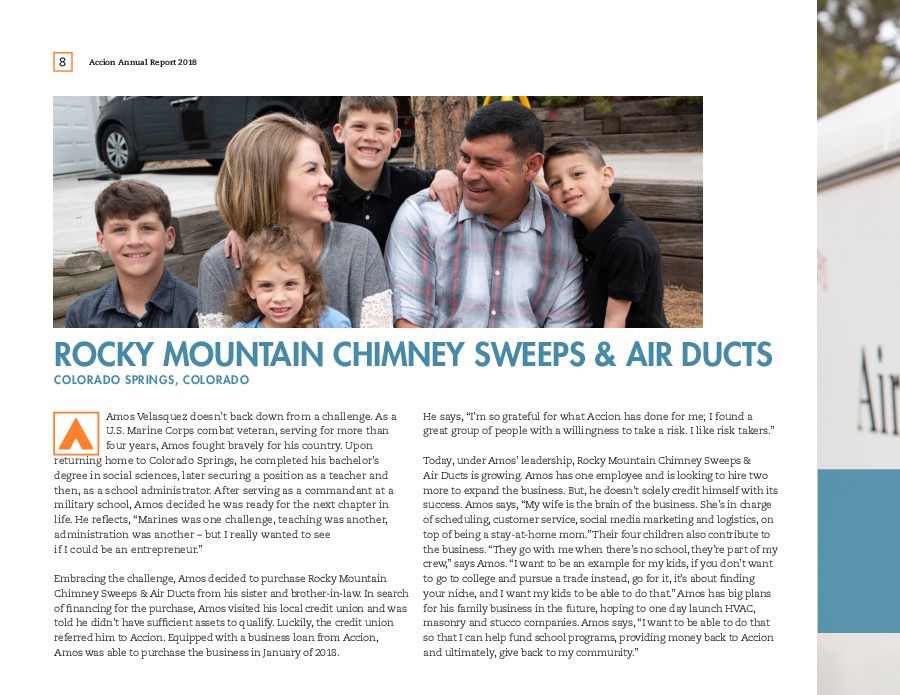 8
Accion Annual Report 2018
ROCKY MOUNTAIN CHIMNEY SWEEPS & AIR DUCTS
COLORADO SPRINGS, COLORADO
Amos Velasquez doesn't back down from a challenge. As a
U.S. Marine Corps combat veteran, serving for more than
four years, Amos fought bravely for his country. Upon
returning home to Colorado Springs, he completed his bachelor's
degree in social sciences, later securing a position as a teacher and
then, as a school administrator. After serving as a commandant at a
military school, Amos decided he was ready for the next chapter in
life. He reflects, "Marines was one challenge, teaching was another,
administration was another – but I really wanted to see
if I could be an entrepreneur."
Embracing the challenge, Amos decided to purchase Rocky Mountain
Chimney Sweeps & Air Ducts from his sister and brother-in-law. In search
of financing for the purchase, Amos visited his local credit union and was
told he didn't have sufficient assets to qualify. Luckily, the credit union
referred him to Accion. Equipped with a business loan from Accion,
Amos was able to purchase the business in January of 2018.
He says, "I'm so grateful for what Accion has done for me; I found a
great group of people with a willingness to take a risk. I like risk takers."
Today, under Amos' leadership, Rocky Mountain Chimney Sweeps &
Air Ducts is growing. Amos has one employee and is looking to hire two
more to expand the business. But, he doesn't solely credit himself with its
success. Amos says, "My wife is the brain of the business. She's in charge
of scheduling, customer service, social media marketing and logistics, on
top of being a stay-at-home mom." Their four children also contribute to
the business. "They go with me when there's no school, they're part of my
crew," says Amos. "I want to be an example for my kids, if you don't want
to go to college and pursue a trade instead, go for it, it's about finding
your niche, and I want my kids to be able to do that." Amos has big plans
for his family business in the future, hoping to one day launch HVAC,
masonry and stucco companies. Amos says, "I want to be able to do that
so that I can help fund school programs, providing money back to Accion
and ultimately, give back to my community."
Air